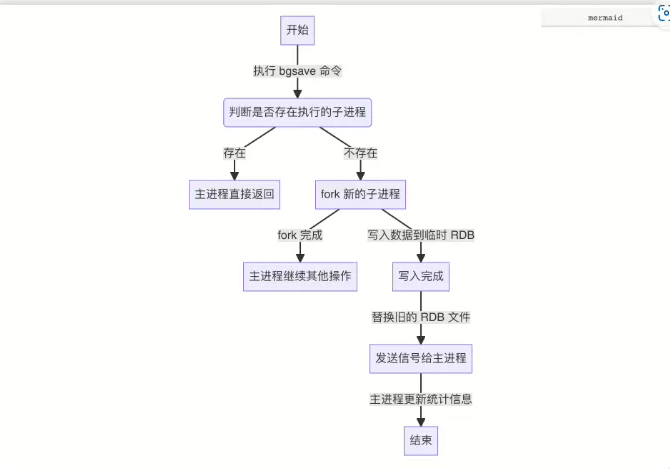 mermaid
开始
执行 bgsave 命令
判断是否存在执行的子进程
存在
不存在
主进程直接返回
fork 新的子进程
fork 完成
写入数据到临时 RDB
主进程继续其他操作
写入完成
替换旧的 RDB 文件
发送信号给主进程
主进程更新统计信息
结束